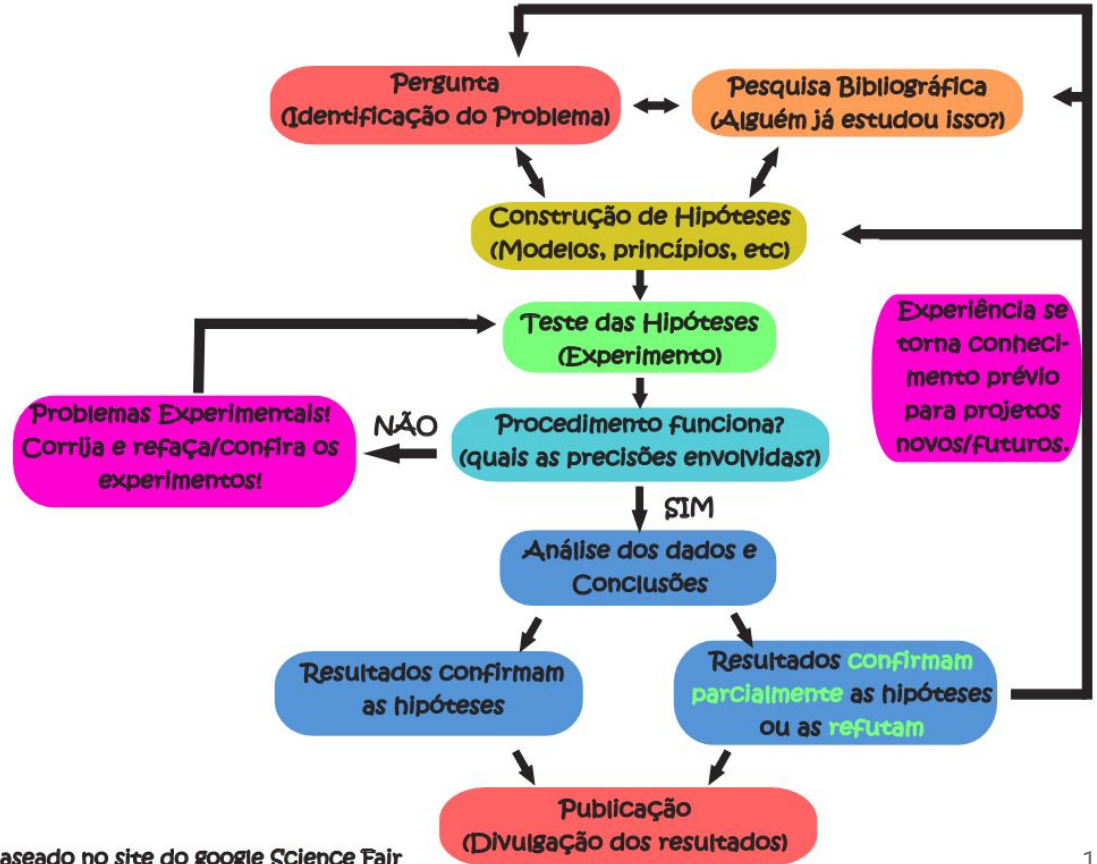 Pergunta
(Identificação do Problema)
Pesquisa Bibliográfica
(Alguém já estudou isso?)
Construção de Hipóteses
(Modelos, princípios, etc)
Teste das Hipóteses
(Experimento)
Experiência se
torna conheci-
mento prévio
para projetos
novos/futuros.
Problemas Experimentais!
Corrija e refaça/confira os
experimentos!
NÃO
Procedimento funciona?
(quais as precisões envolvidas?)
SIM
Análise dos dados e
Conclusões
Resultados confirmam
as hipóteses
Resultados confirmam
parcialmente as hipóteses
ou as refutam
Publicação
(Divulgação dos resultados)
aseado no site do google Science Fair
1